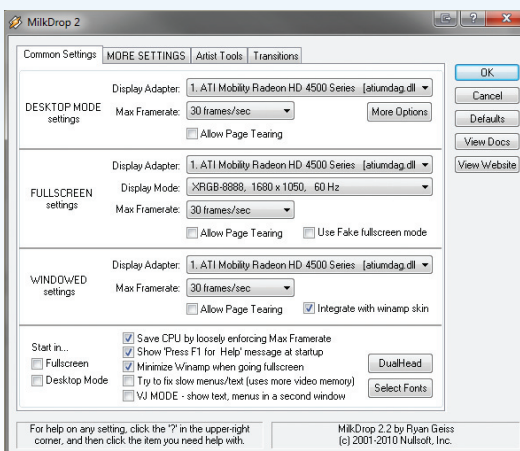 MilkDrop 2
Common Settings MORE SETTINGS Artist Tools Transitions
OK
Cancel
Defaults
View Docs
View Website
DESKTOP MODE
settings
Display Adapter: 1. ATI Mobility Radeon HD 4500 Series [atiumdag.dll
Max Framerate: 30 frames/sec More Options
Allow Page Tearing
FULLSCREEN
settings
Display Adapter: 1. ATI Mobility Radeon HD 4500 Series [atiumdag.dll
Display Mode: XRGB-8888, 1680 x 1050, 60 Hz
Max Framerate: 30 frames/sec
Allow Page Tearing Use Fake fullscreen mode
WINDOWED
settings
Display Adapter: 1. ATI Mobility Radeon HD 4500 Series [atiumdag.dll
Max Framerate: 30 frames/sec
Allow Page Tearing Integrate with winamp skin
Start in...
Fullscreen
Desktop Mode
Save CPU by loosely enforcing Max Framerate
Show 'Press F1 for Help' message at startup
Minimize Winamp when going fullscreen
Try to fix slow menus/text (uses more video memory)
VJ MODE - show text, menus in a second window
DualHead
Select Fonts
For help on any setting, click the '?' in the upper-right
corner, and then click the item you need help with.
MilkDrop 2.2 by Ryan Geiss
(c) 2001-2010 Nullsoft, Inc.